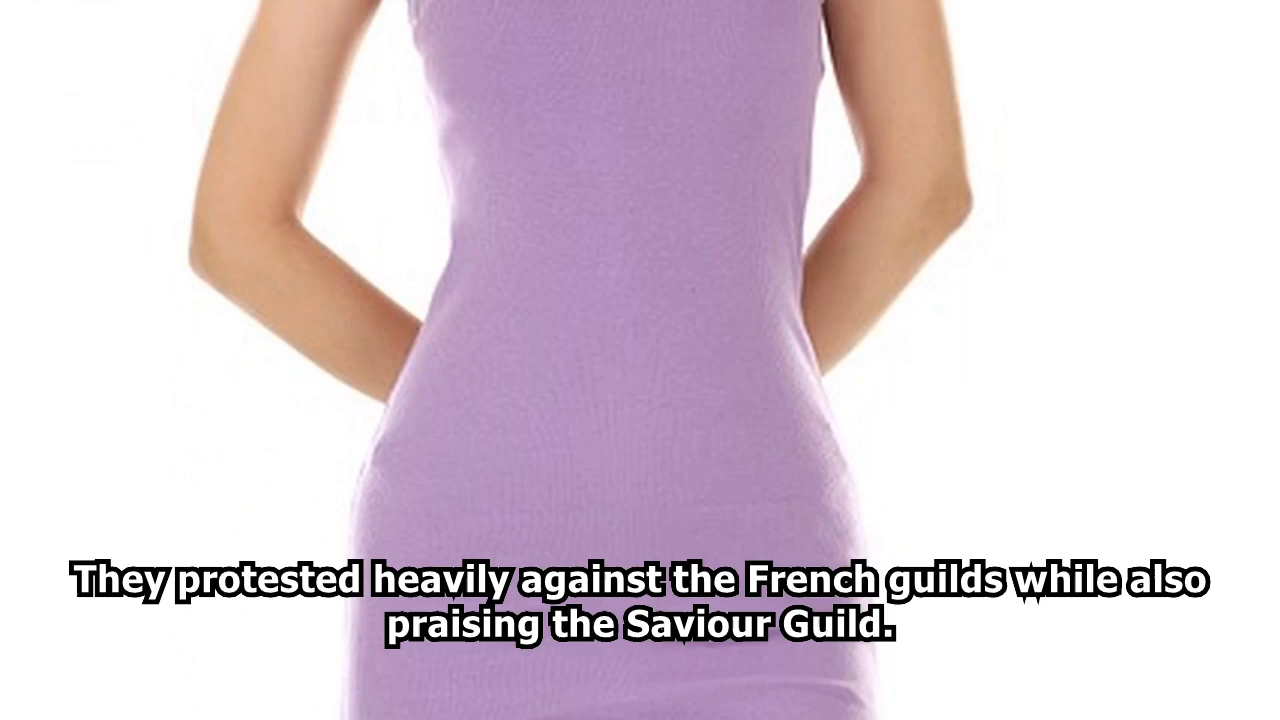 They protested heavily against the French guilds while also
praising the Saviour Guild.